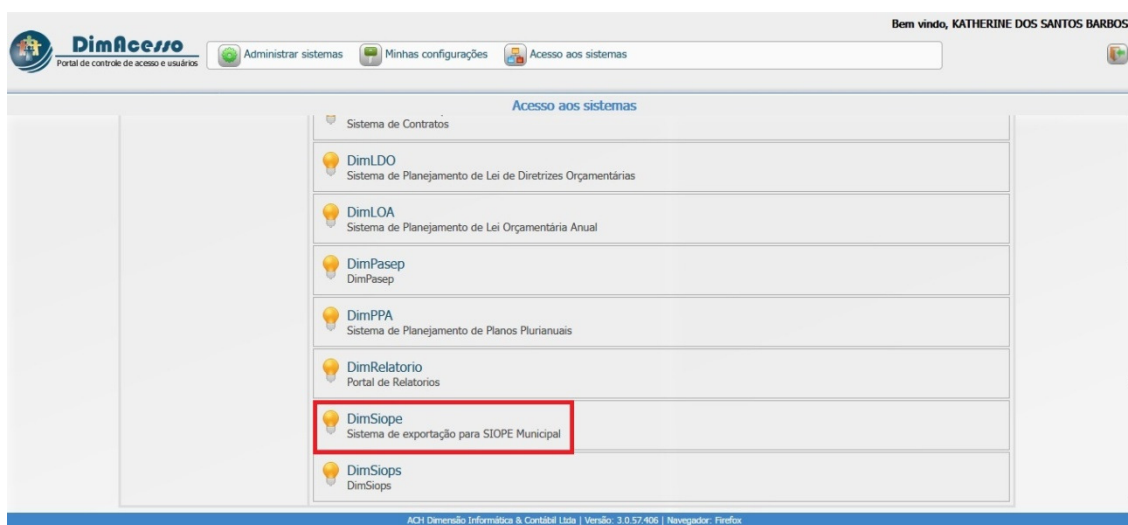 Bem vindo, KATHERINE DOS SANTOS BARBOS
DimAcesso
Portal de controle de acesso e usuários
Administrar sistemas
Minhas configurações
Acesso aos sistemas
Acesso aos sistemas
Sistema de Contratos
DimLDO
Sistema de Planejamento de Lei de Diretrizes Orçamentárias
DimLOA
Sistema de Planejamento de Lei Orçamentária Anual
DimPasep
DimPasep
DimPPA
Sistema de Planejamento de Planos Plurianuais
DimRelatorio
Portal de Relatorios
DimSiope
Sistema de exportação para SIOPE Municipal
DimSiops
DimSiops
ACH Dimensão Informática & Contábil Ltda | Versão: 3.0.57.406 | Navegador: Firefox